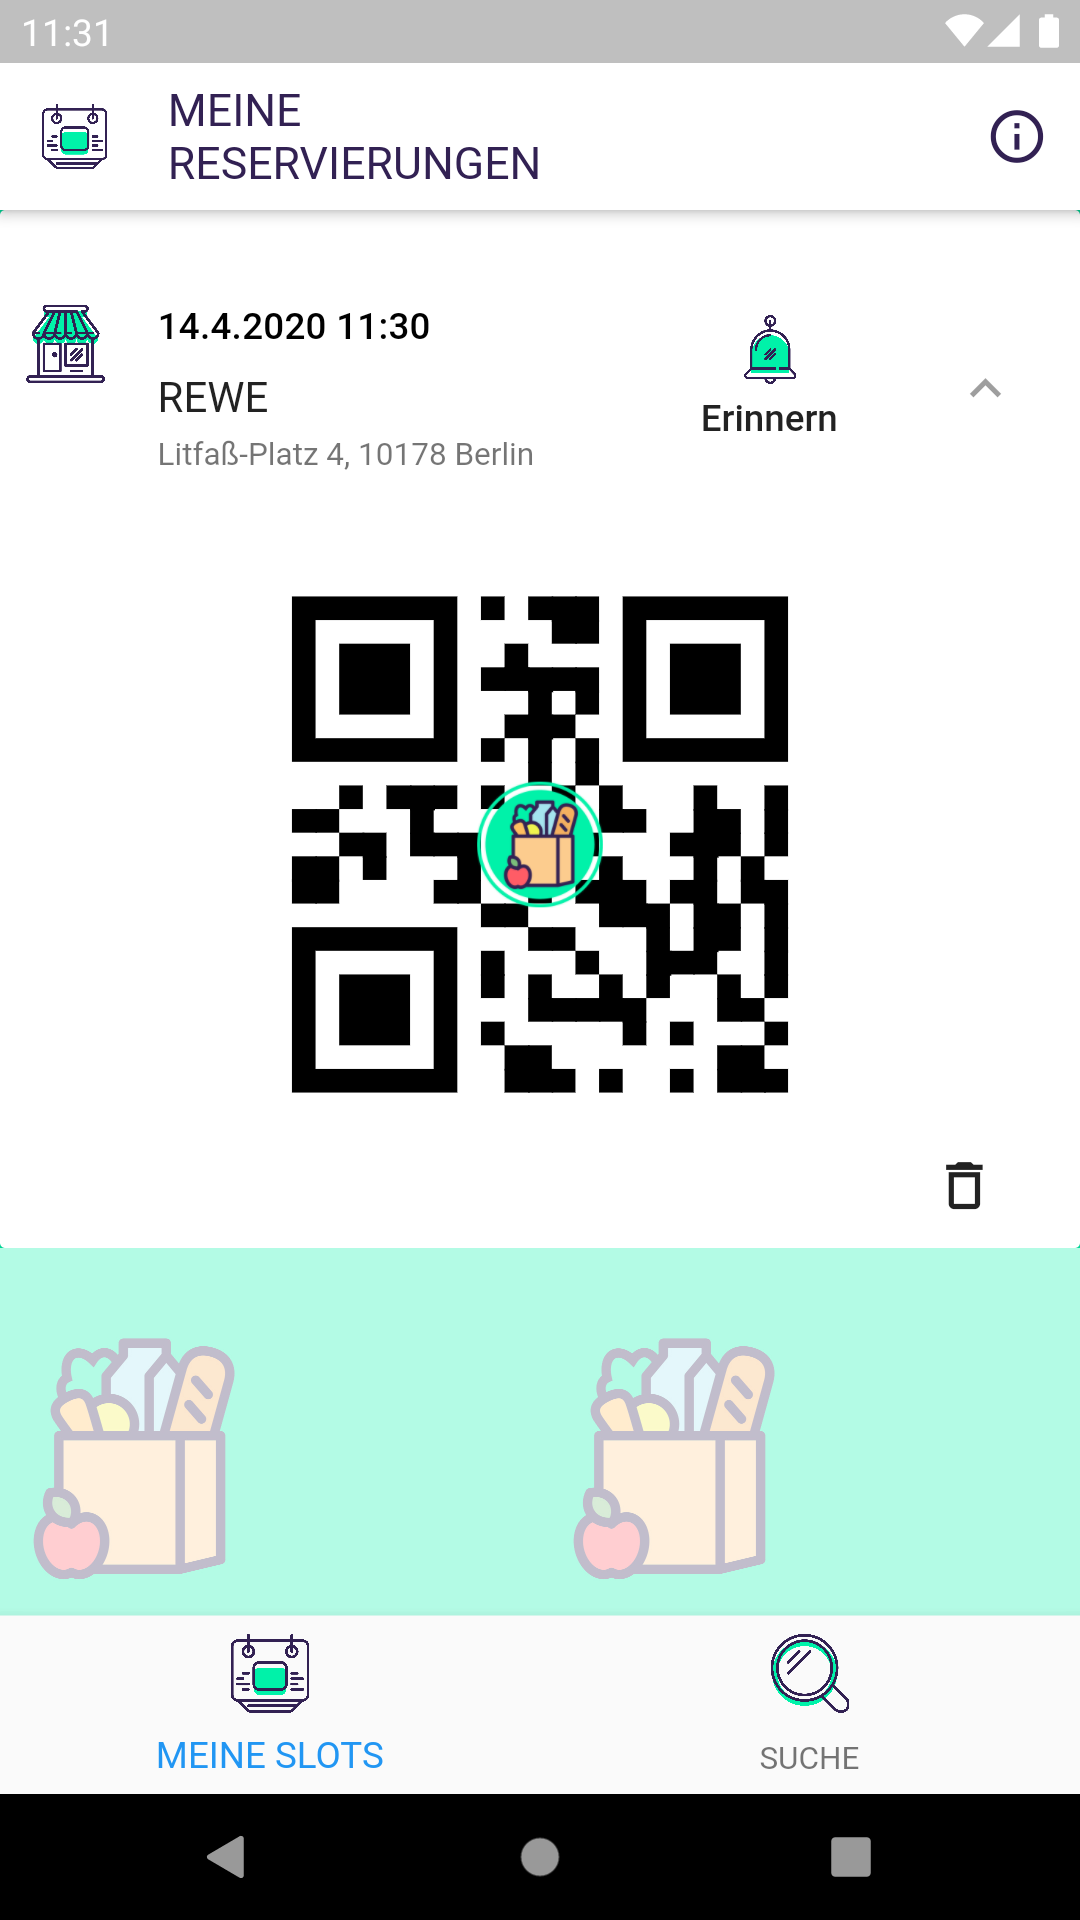 11:31
MEINE
RESERVIERUNGEN
14.4.2020 11:30
REWE
Litfaß-Platz 4, 10178 Berlin
Erinnern
MEINE SLOTS
SUCHE